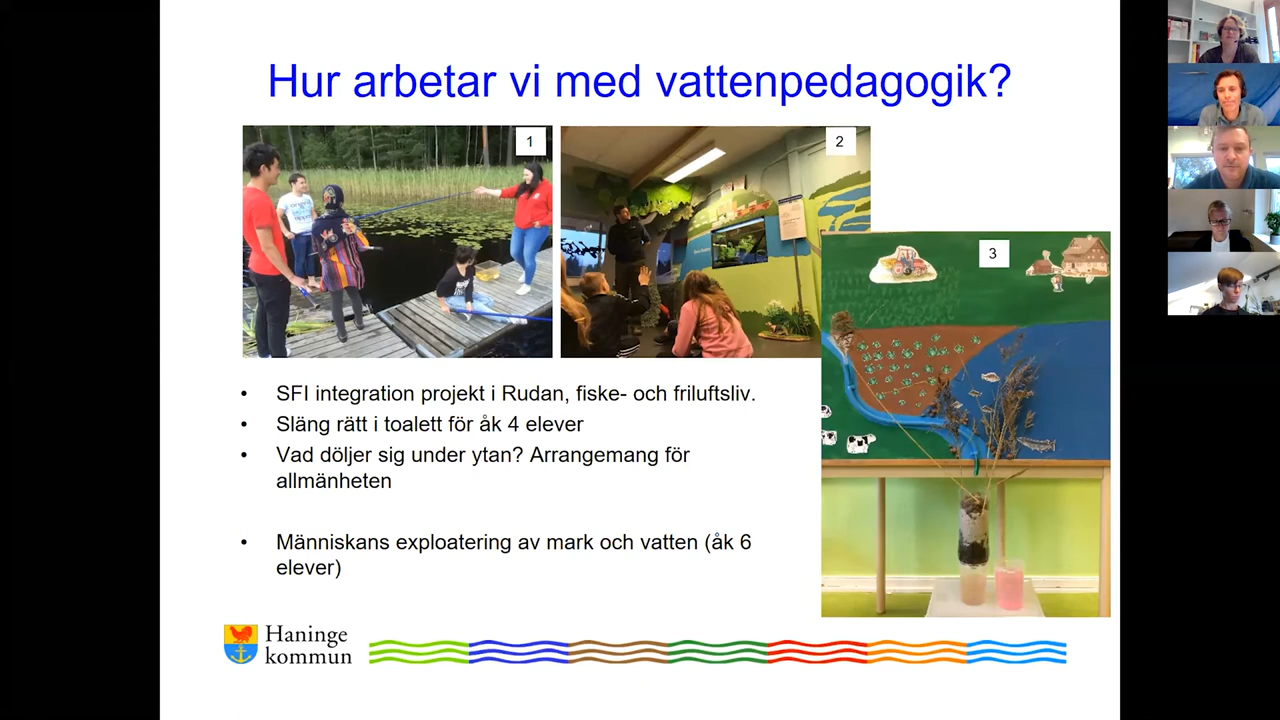 Hur arbetar vi med vattenpedagogik?
1
2
3
• SFI integration projekt i Rudan, fiske- och friluftsliv.
• Släng rätt i toalett för åk 4 elever
• Vad döljer sig under ytan? Arrangemang för
allmänheten
• Människans exploatering av mark och vatten (åk 6
elever)
Haninge
kommun